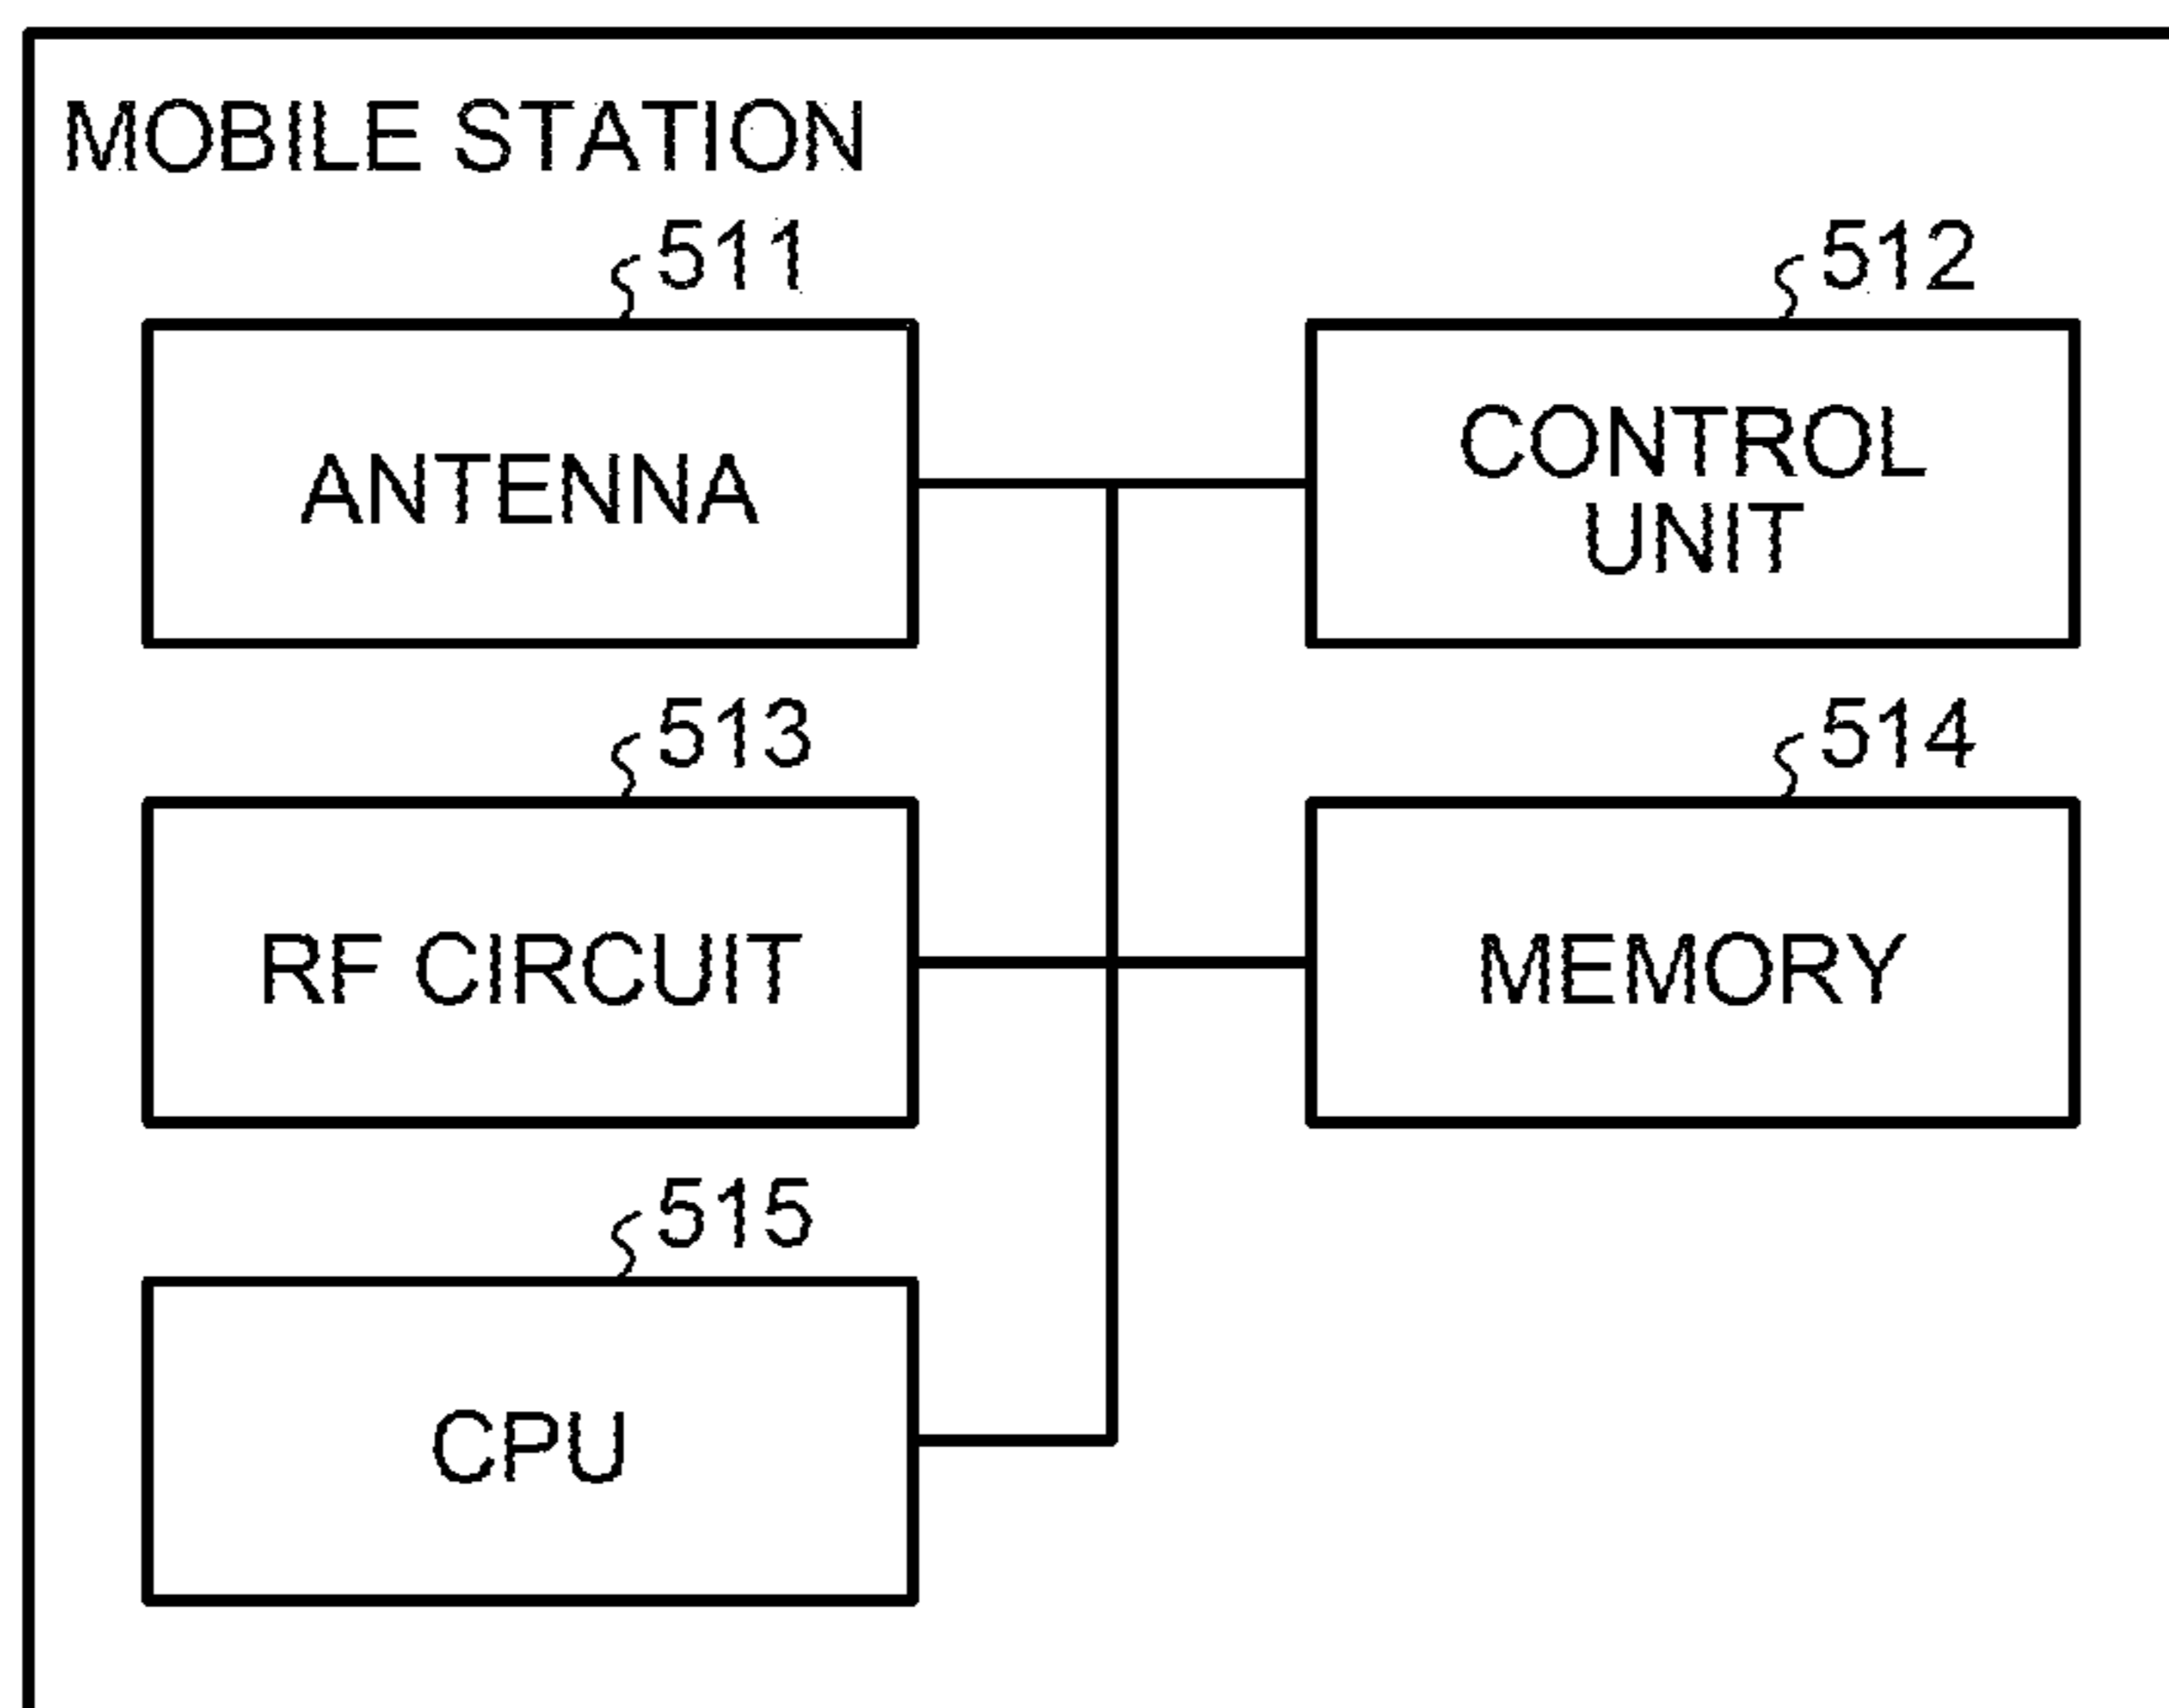 MOBILE STATION
511
512
ANTENNA
CONTROL
UNIT
513
514
RF CIRCUIT
MEMORY
515
CPU